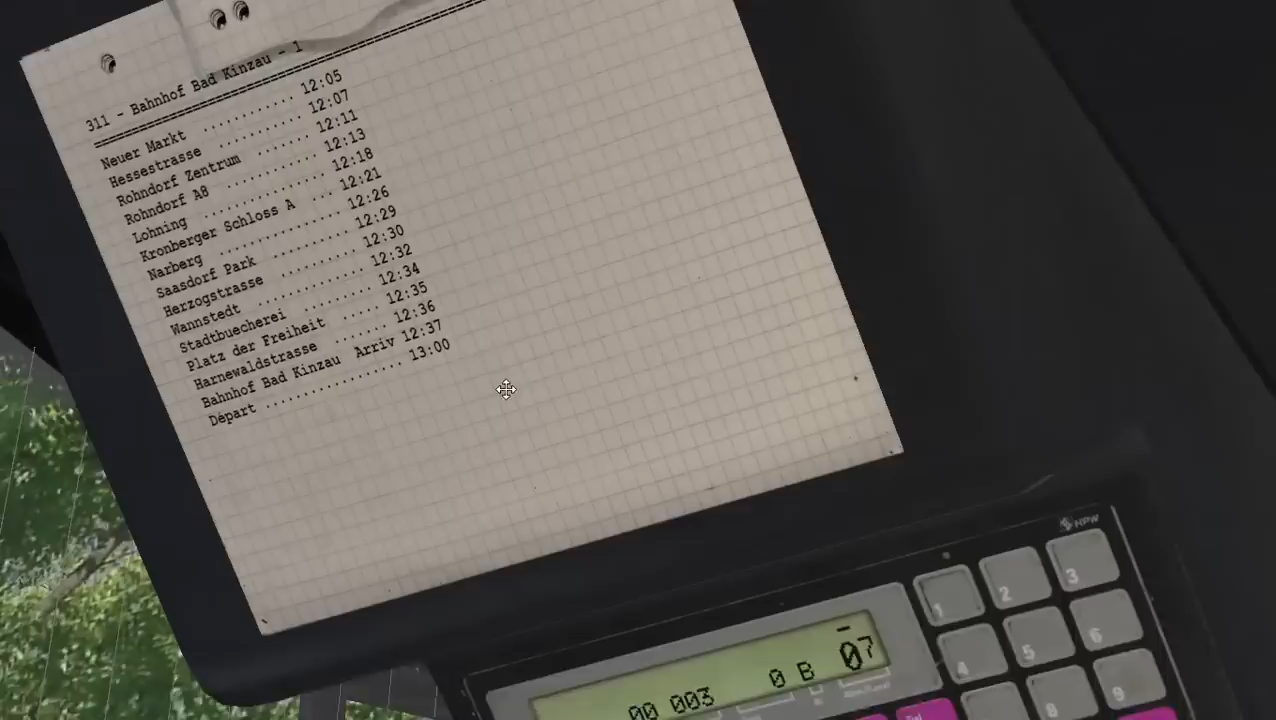 311 - Bahnhof Bad Kinzau - 1
Neuer Markt ............ 12:05
Hessestrasse ........... 12:07
Rohndorf Zentrum ....... 12:11
Rohndorf A8 ............ 12:13
Lohning ................ 12:18
Kronberger Schloss A ... 12:21
Narberg ................ 12:26
Saasdorf Park .......... 12:29
Herzogstrasse .......... 12:30
Wannstedt .............. 12:32
Stadtbuecherei ......... 12:34
Platz der Freiheit ..... 12:35
Harnewaldstrasse ....... 12:36
Bahnhof Bad Kinzau Arriv 12:37
Départ ................. 13:00
HPW
1 2 3
4 5 6
8 9
00 003 0 B 07